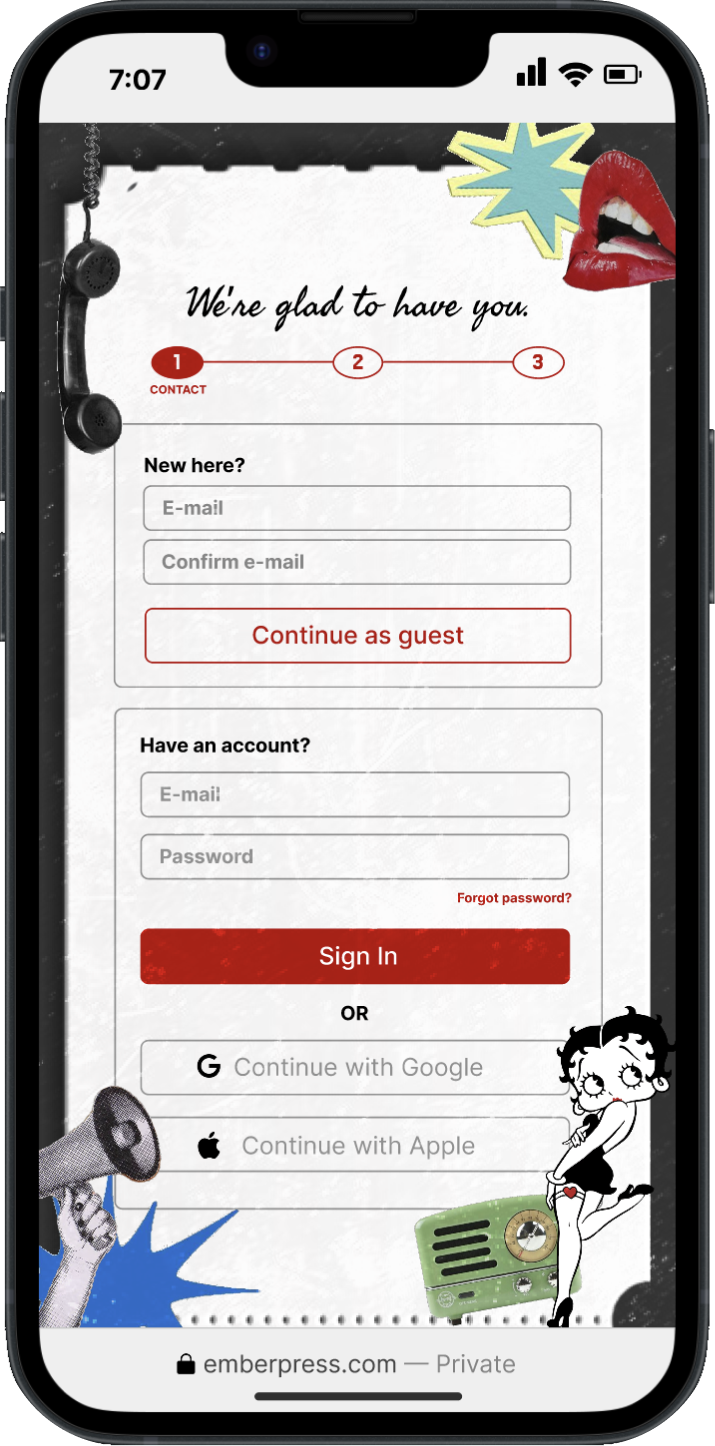 7:07
We're glad to have you.
1 2 3
CONTACT
New here?
E-mail
Confirm e-mail
Continue as guest
Have an account?
E-mail
Password
Forgot password?
Sign In
OR
G Continue with Google
Continue with Apple
emberpress.com — Private